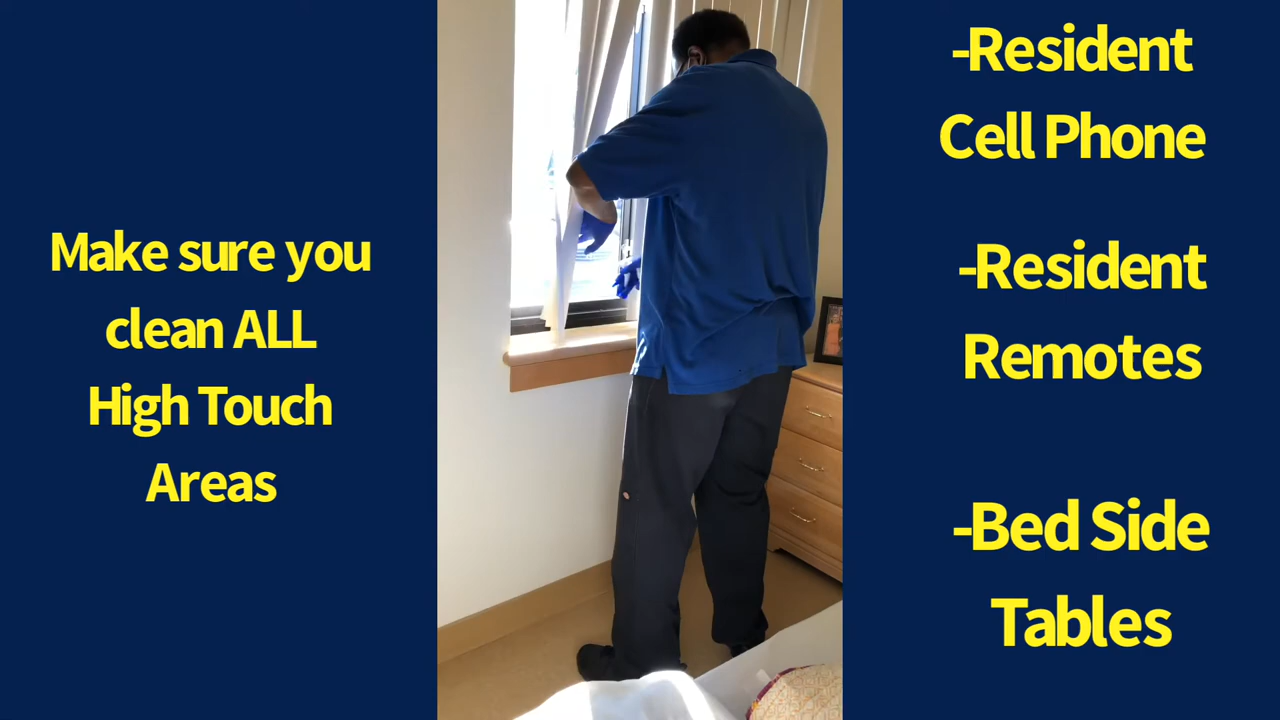 Make sure you
clean ALL
High Touch
Areas
-Resident
Cell Phone
-Resident
Remotes
-Bed Side
Tables